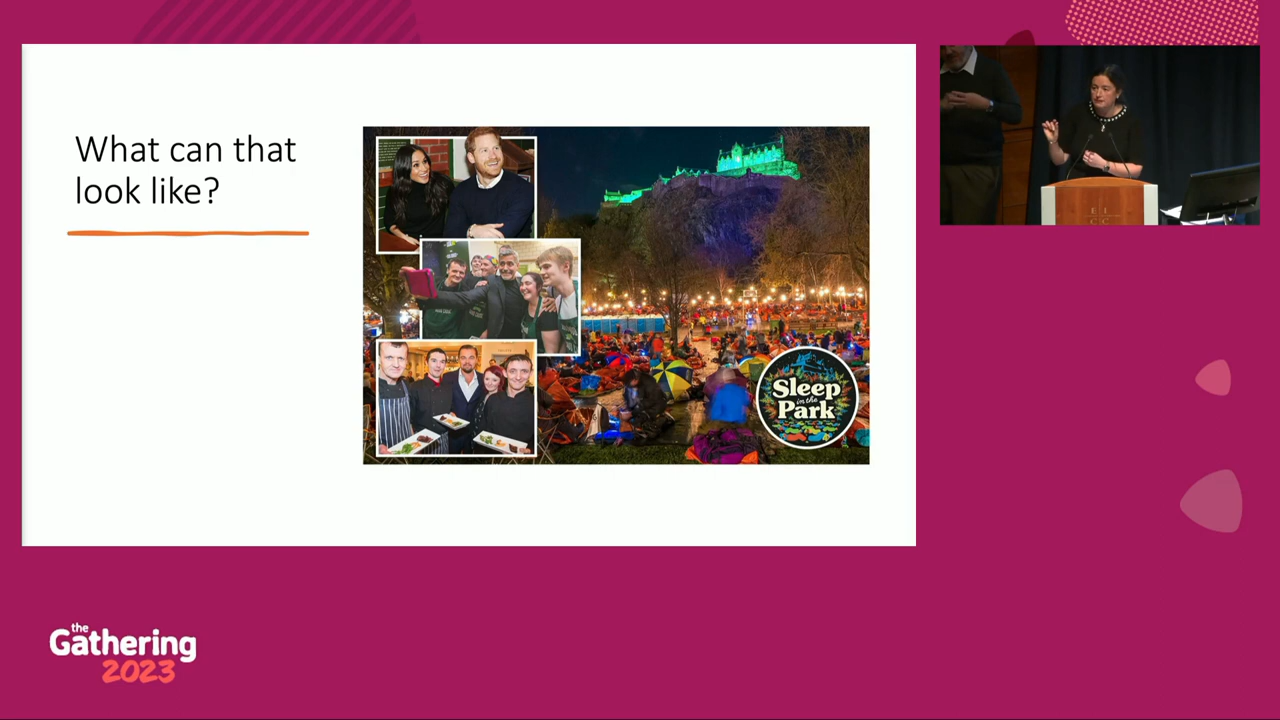 What can that
look like?
Sleep
in the
Park
E I
C C
the
Gathering
2023